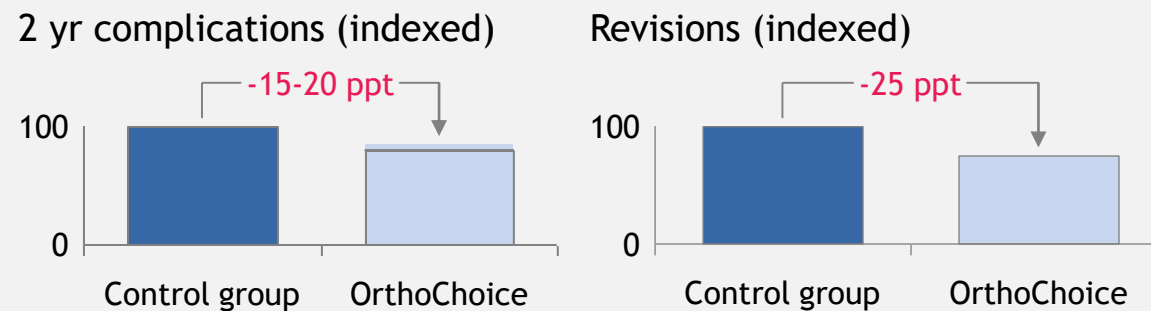 2 yr complications (indexed)
-15-20 ppt
100
0
Control group
OrthoChoice
Revisions (indexed)
-25 ppt
100
0
Control group
OrthoChoice